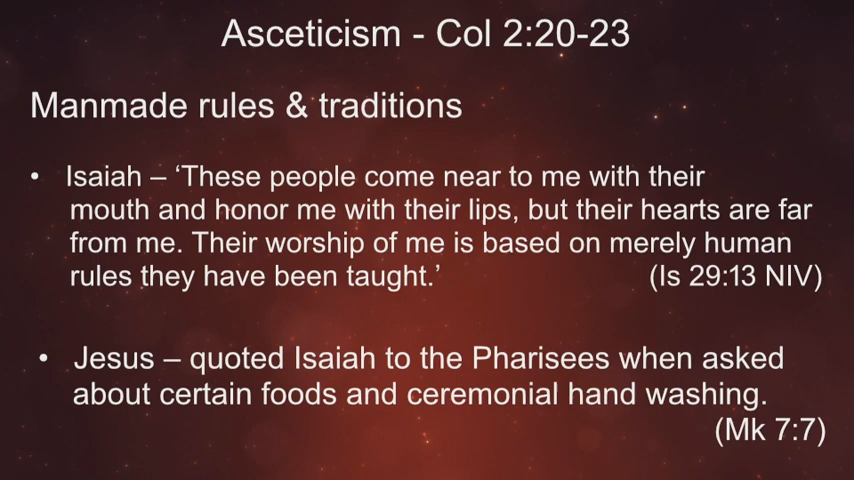 Asceticism - Col 2:20-23
Manmade rules & traditions
• Isaiah – ‘These people come near to me with their
mouth and honor me with their lips, but their hearts are far
from me. Their worship of me is based on merely human
rules they have been taught.’ (Is 29:13 NIV)
• Jesus – quoted Isaiah to the Pharisees when asked
about certain foods and ceremonial hand washing.
(Mk 7:7)